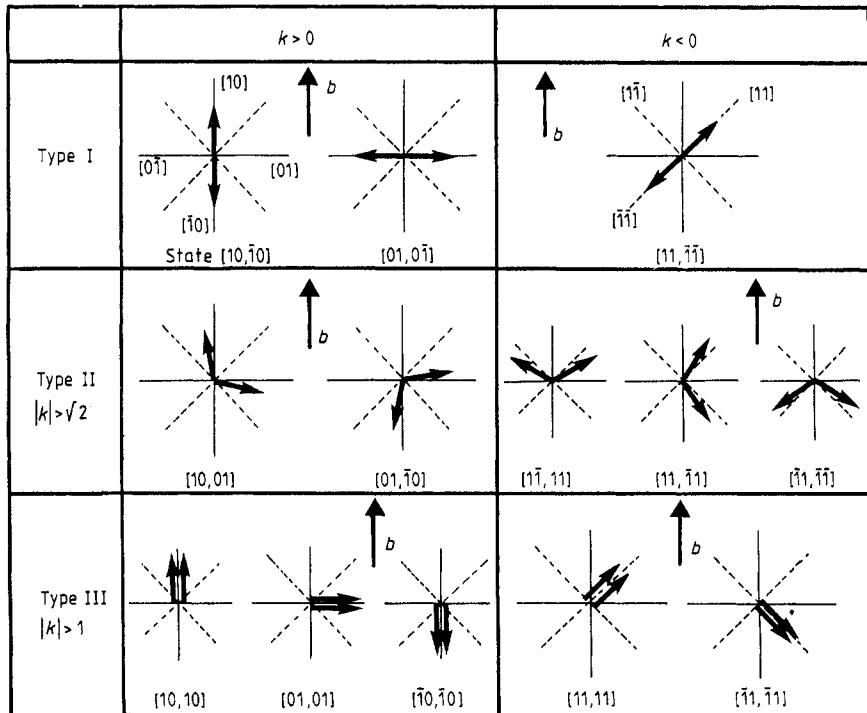 k > 0
k < 0
Type I
[10]
b
[01̄]
[01]
[1̄0]
State [10,1̄0]
[01,01̄]
b
[11̄]
[11]
[1̄1̄]
[11,1̄1̄]
Type II
|k|>√2
b
[10,01]
[01,1̄0]
b
[11̄,11]
[11,1̄1]
[1̄1,1̄1̄]
Type III
|k|>1
b
[10,10]
[01,01]
[1̄0,1̄0]
b
[11,11]
[1̄1,1̄1]